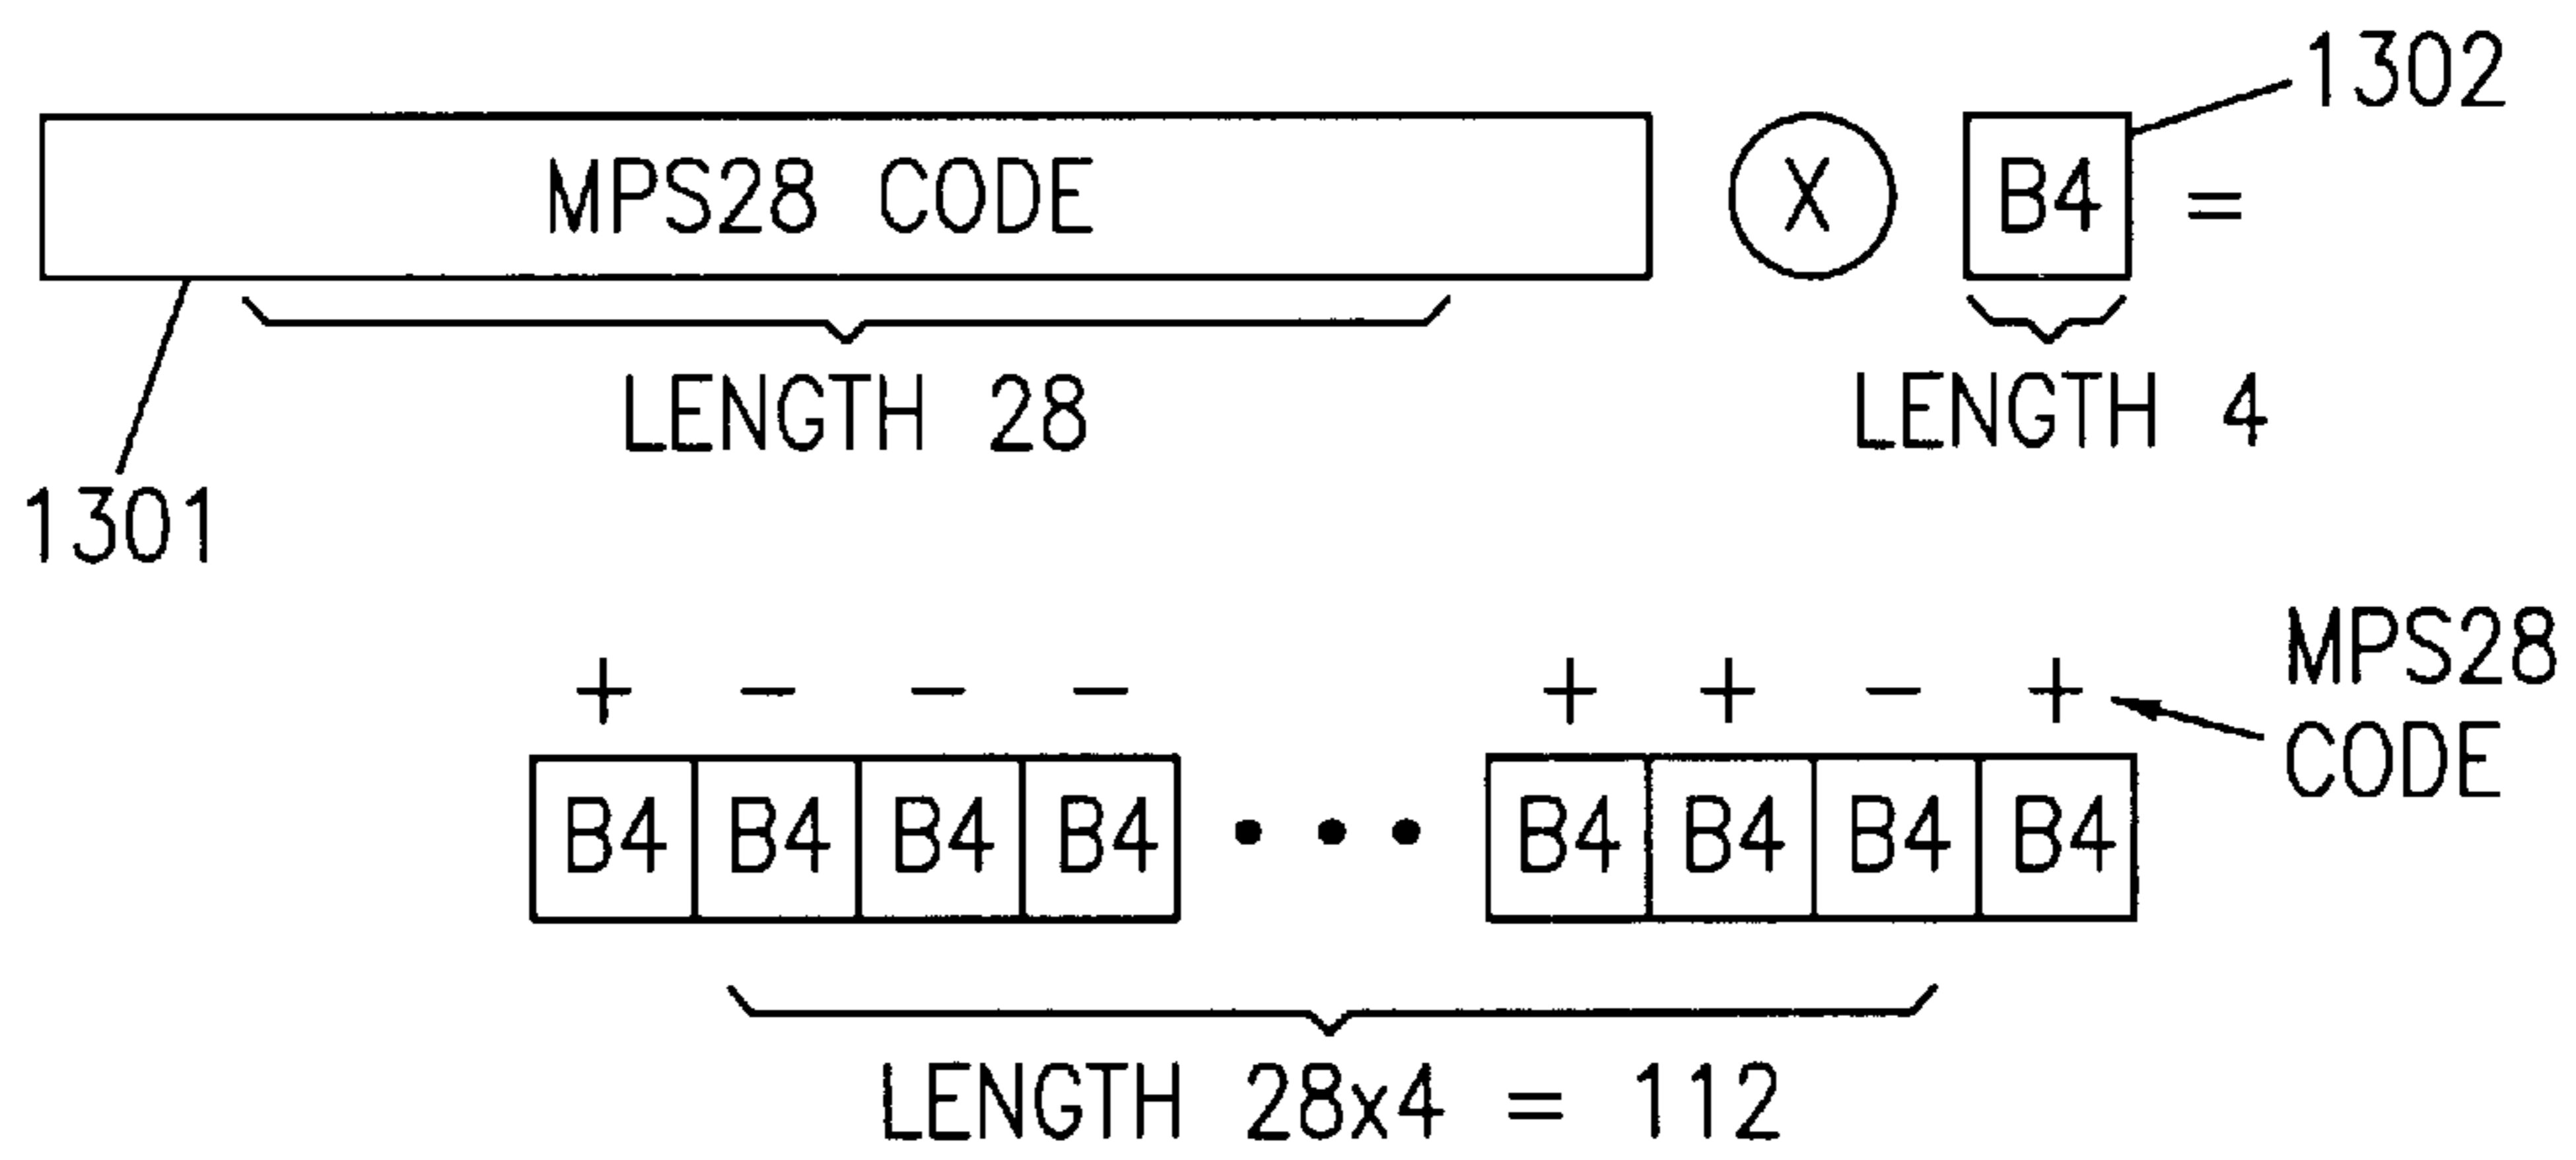 1302
MPS28 CODE ⓧ B4 =
LENGTH 28 LENGTH 4
1301
+ − − − + + − + MPS28
CODE
B4 B4 B4 B4 • • • B4 B4 B4 B4
LENGTH 28x4 = 112